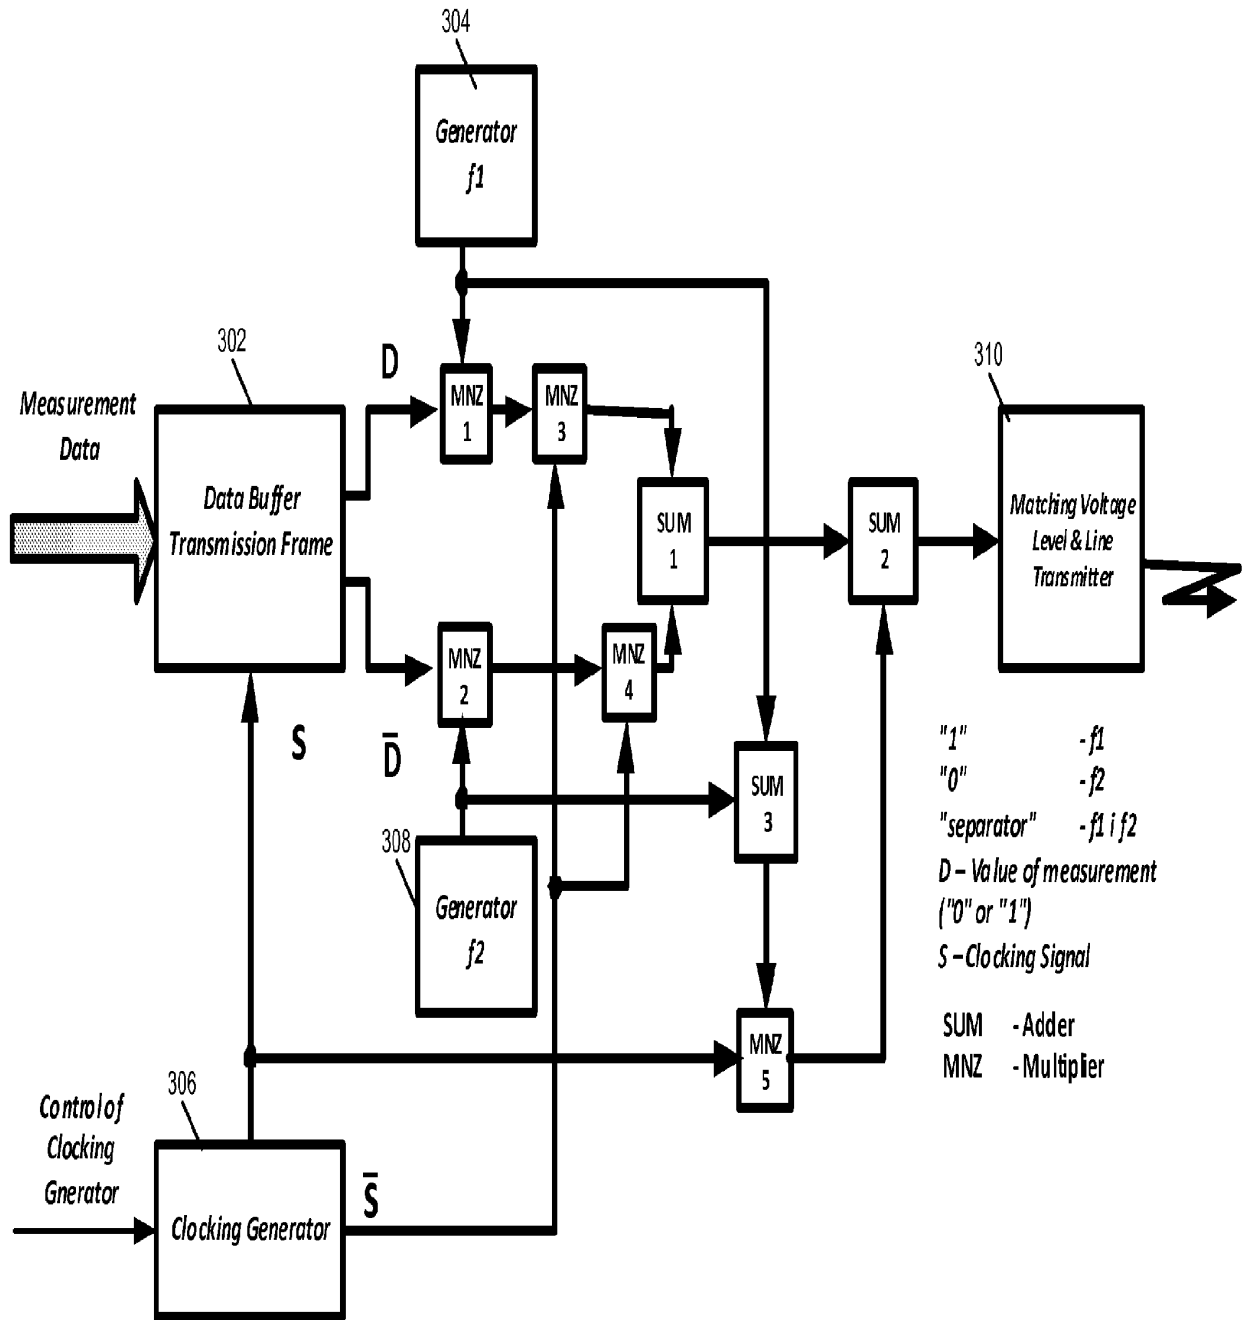 304
Generator
f1
302
D
310
Measurement
Data
MNZ
1
MNZ
3
Data Buffer
Transmission Frame
SUM
1
SUM
2
Matching Voltage
Level & Line
Transmitter
MNZ
2
MNZ
4
S
D̅
SUM
3
308
Generator
f2
"1" - f1
"0" - f2
"separator" - f1 i f2
D – Value of measurement
("0" or "1")
S – Clocking Signal
SUM - Adder
MNZ - Multiplier
MNZ
5
306
Control of
Clocking
Gnerator
S̅
Clocking Generator